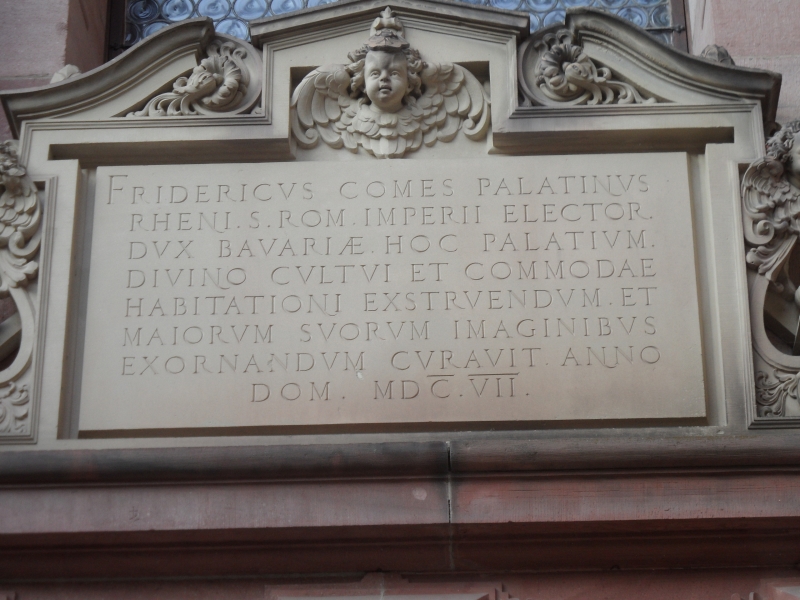 FRIDERICVS COMES PALATINVS
RHENI. S. ROM. IMPERII ELECTOR.
DVX BAVARIÆ. HOC PALATIVM.
DIVINO CVLTVI ET COMMODAE
HABITATIONI EXSTRVENDVM. ET
MAIORVM SVORVM IMAGINIBVS
EXORNANDVM CVRAVIT. ANNO
DOM. MDC.VII.